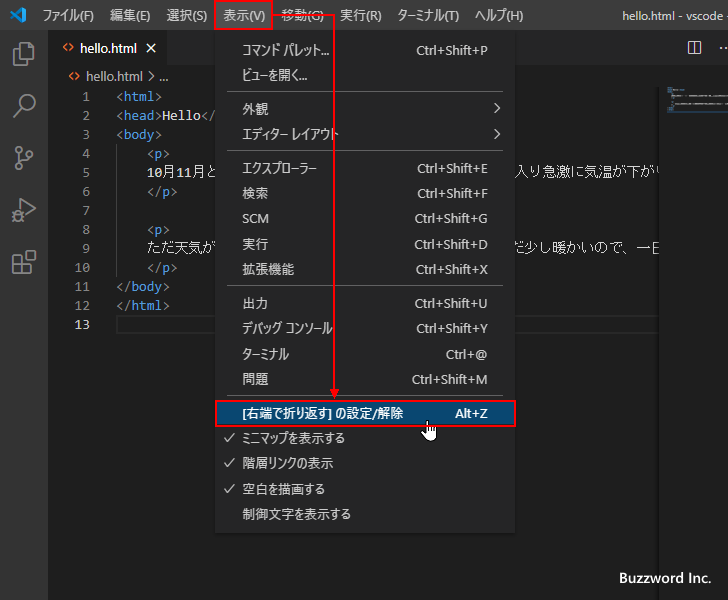 ファイル(F) 編集(E) 選択(S) 表示(V) 移動(G) 実行(R) ターミナル(T) ヘルプ(H) hello.html - vscode -
hello.html
hello.html > ...
1 <html>
2 <head>Hello</
3 <body>
4 <p>
5 10月11月と 入り急激に気温が下が
6 </p>
7
8 <p>
9 ただ天気が だ少し暖かいので、一日
10 </p>
11 </body>
12 </html>
13
コマンド パレット... Ctrl+Shift+P
ビューを開く...
外観
エディター レイアウト
エクスプローラー Ctrl+Shift+E
検索 Ctrl+Shift+F
SCM Ctrl+Shift+G
実行 Ctrl+Shift+D
拡張機能 Ctrl+Shift+X
出力 Ctrl+Shift+U
デバッグ コンソール Ctrl+Shift+Y
ターミナル Ctrl+@
問題 Ctrl+Shift+M
[右端で折り返す] の設定/解除 Alt+Z
ミニマップを表示する
階層リンクの表示
空白を描画する
制御文字を表示する
Buzzword Inc.